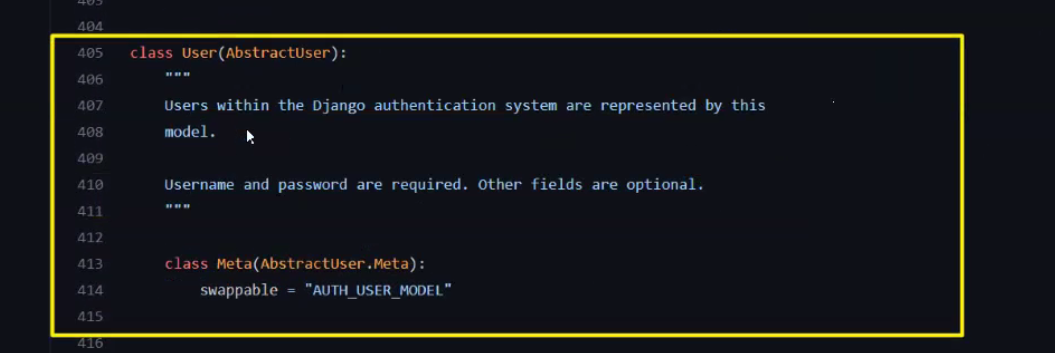 403
404
405 class User(AbstractUser):
406 """
407 Users within the Django authentication system are represented by this
408 model.
409
410 Username and password are required. Other fields are optional.
411 """
412
413 class Meta(AbstractUser.Meta):
414 swappable = "AUTH_USER_MODEL"
415
416